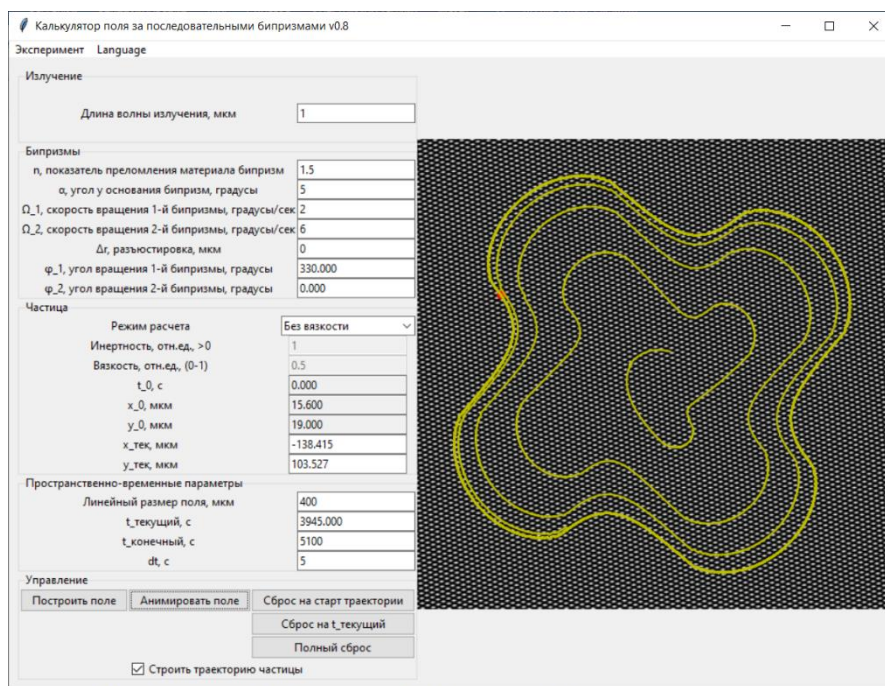 Калькулятор поля за последовательными бипризмами v0.8
Эксперимент Language
Излучение
Длина волны излучения, мкм 1
Бипризмы
n, показатель преломления материала бипризм 1.5
α, угол у основания бипризм, градусы 5
Ω_1, скорость вращения 1-й бипризмы, градусы/сек 2
Ω_2, скорость вращения 2-й бипризмы, градусы/сек 6
Δr, разъюстировка, мкм 0
φ_1, угол вращения 1-й бипризмы, градусы 330.000
φ_2, угол вращения 2-й бипризмы, градусы 0.000
Частица
Режим расчета Без вязкости
Инертность, отн.ед., >0 1
Вязкость, отн.ед., (0-1) 0.5
t_0, с 0.000
x_0, мкм 15.600
y_0, мкм 19.000
x_тек, мкм -138.415
y_тек, мкм 103.527
Пространственно-временные параметры
Линейный размер поля, мкм 400
t_текущий, с 3945.000
t_конечный, с 5100
dt, с 5
Управление
Построить поле Анимировать поле Сброс на старт траектории
Сброс на t_текущий
Полный сброс
Строить траекторию частицы